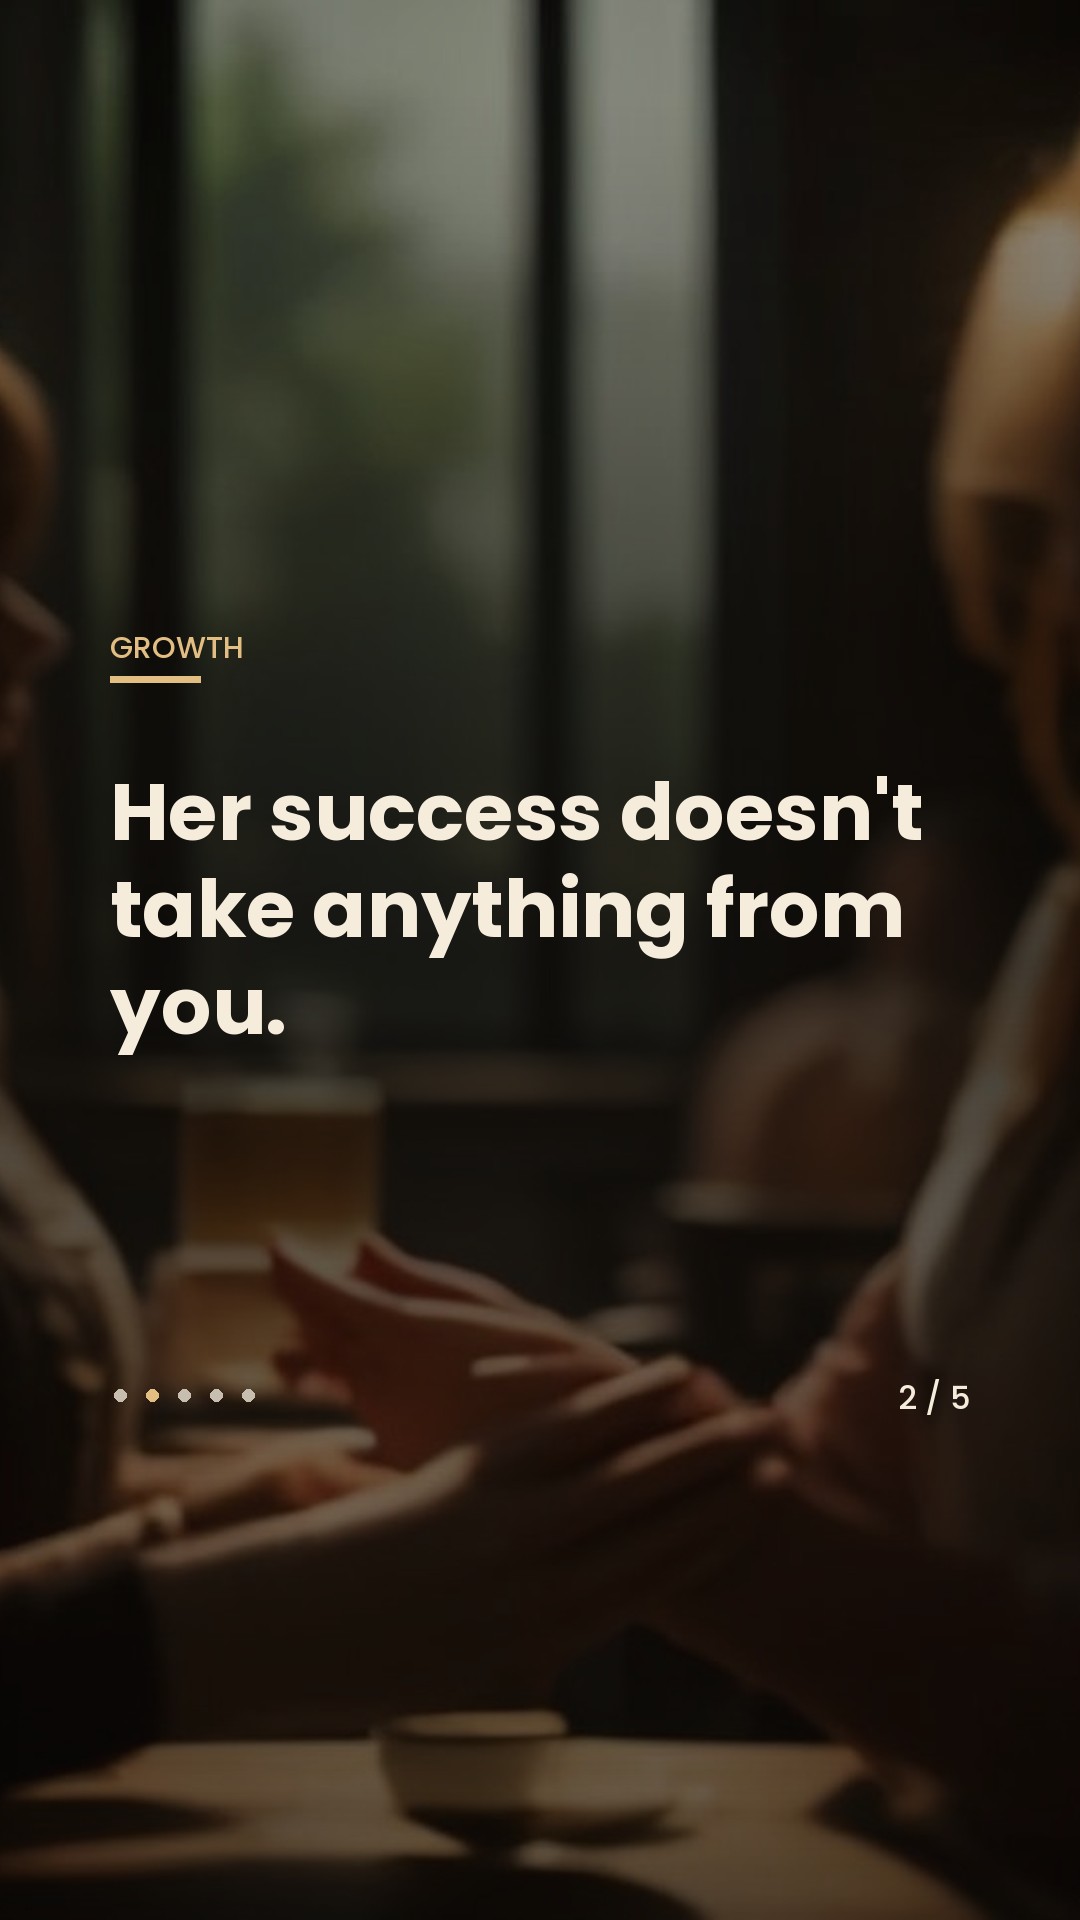 GROWTH
Her success doesn't
take anything from
you.
2 / 5